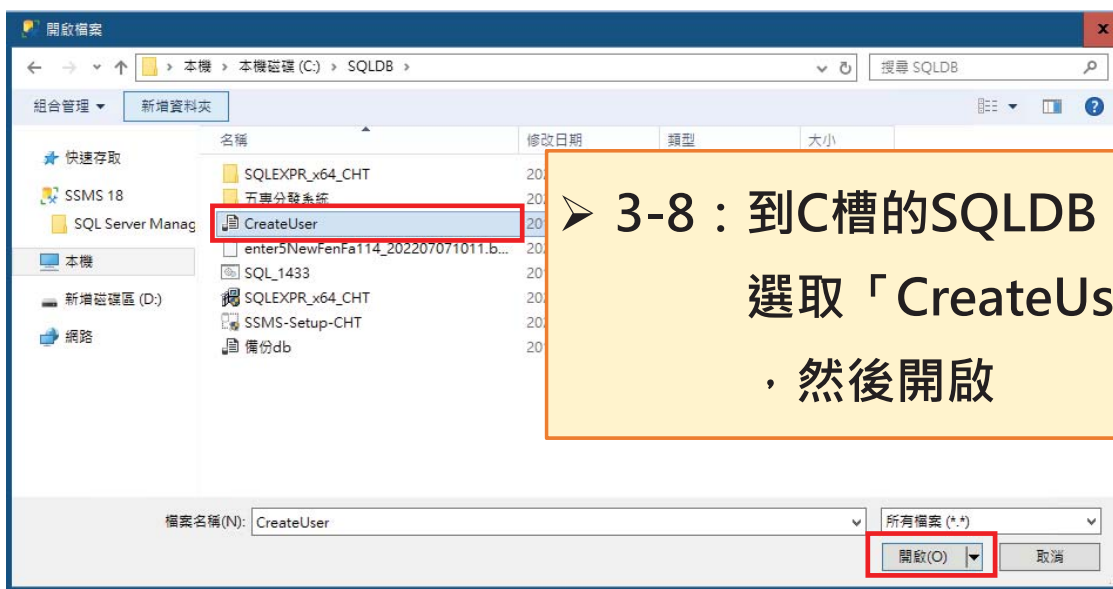 開啟檔案
本機 › 本機磁碟 (C:) › SQLDB ›
搜尋 SQLDB
組合管理
新增資料夾
名稱 修改日期 類型 大小
快速存取
SSMS 18
SQL Server Manag
本機
新增磁碟區 (D:)
網路
SQLEXPR_x64_CHT
五專分發系統
CreateUser
enter5NewFenFa114_202207071011.b...
SQL_1433
SQLEXPR_x64_CHT
SSMS-Setup-CHT
備份db
➢ 3-8：到C槽的SQLDB
選取「CreateUs
，然後開啟
檔案名稱(N): CreateUser
所有檔案 (*.*)
開啟(O) 取消